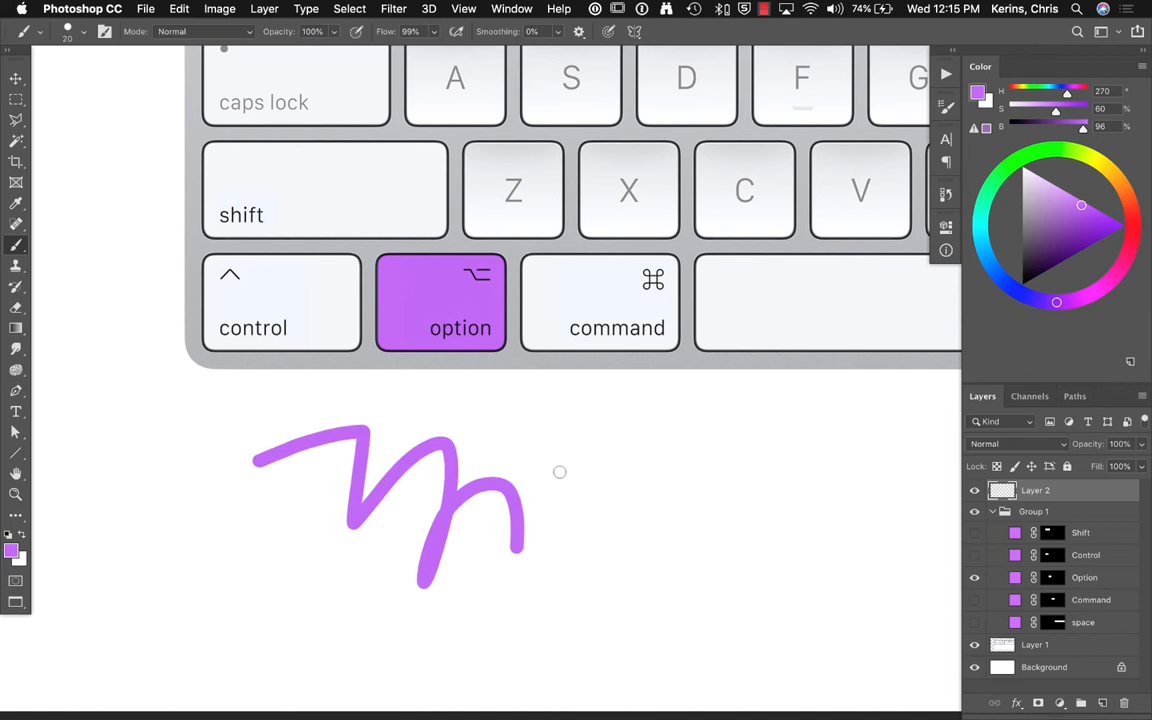 Photoshop CC File Edit Image Layer Type Select Filter 3D View Window Help 74% Wed 12:15 PM Kerins, Chris
20 Mode: Normal Opacity: 100% Flow: 99% Smoothing: 0%
caps lock A S D F G
shift Z X C V
control option command
Color
H 270 °
S 60 %
B 96 %
Layers Channels Paths
Kind
Normal Opacity: 100%
Lock: Fill: 100%
Layer 2
Group 1
Shift
Control
Option
Command
space
Layer 1
Background
fx